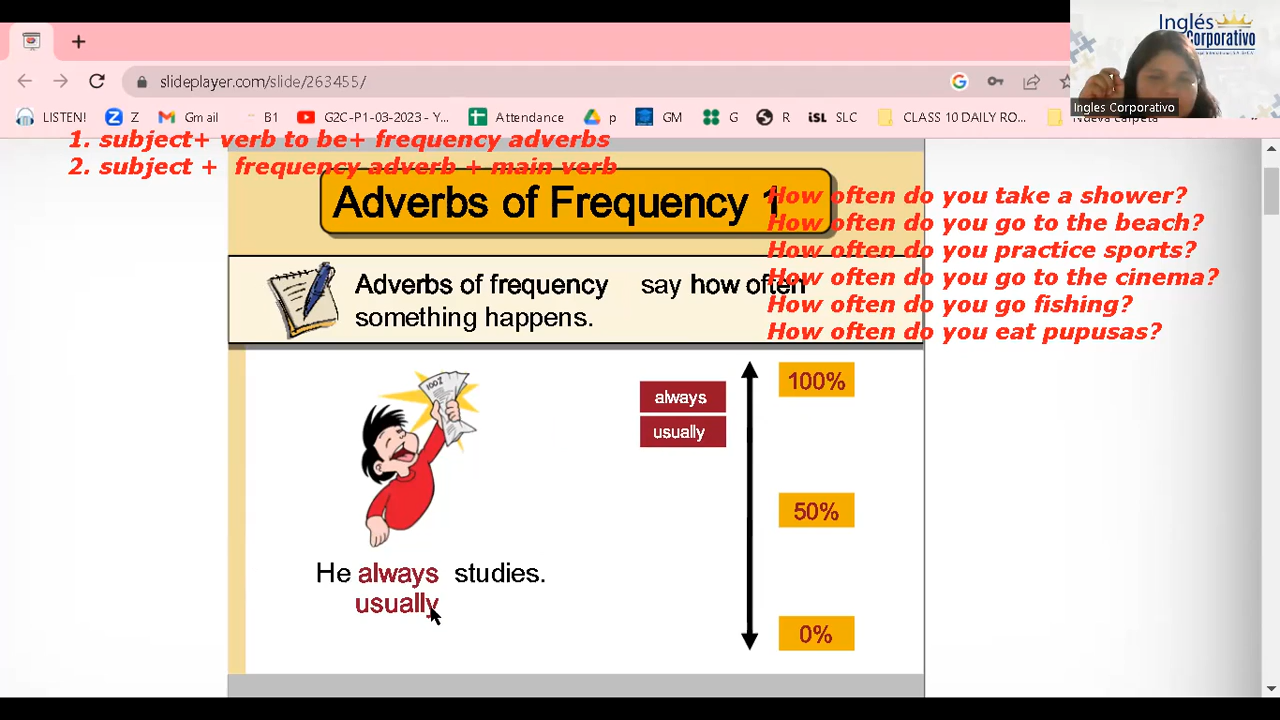 Inglés
Corporativo
slideplayer.com/slide/263455/
Ingles Corporativo
LISTEN!
Z
Gmail
B1
G2C-P1-03-2023 - Y...
Attendance
p
GM
G
R
iSL SLC
CLASS 10 DAILY RO...
Nueva carpeta
1. subject+ verb to be+ frequency adverbs
2. subject + frequency adverb + main verb
Adverbs of Frequency 1
How often do you take a shower?
How often do you go to the beach?
How often do you practice sports?
How often do you go to the cinema?
How often do you go fishing?
How often do you eat pupusas?
Adverbs of frequency say how often
something happens.
100%
always
100%
usually
50%
He always studies.
usually
0%